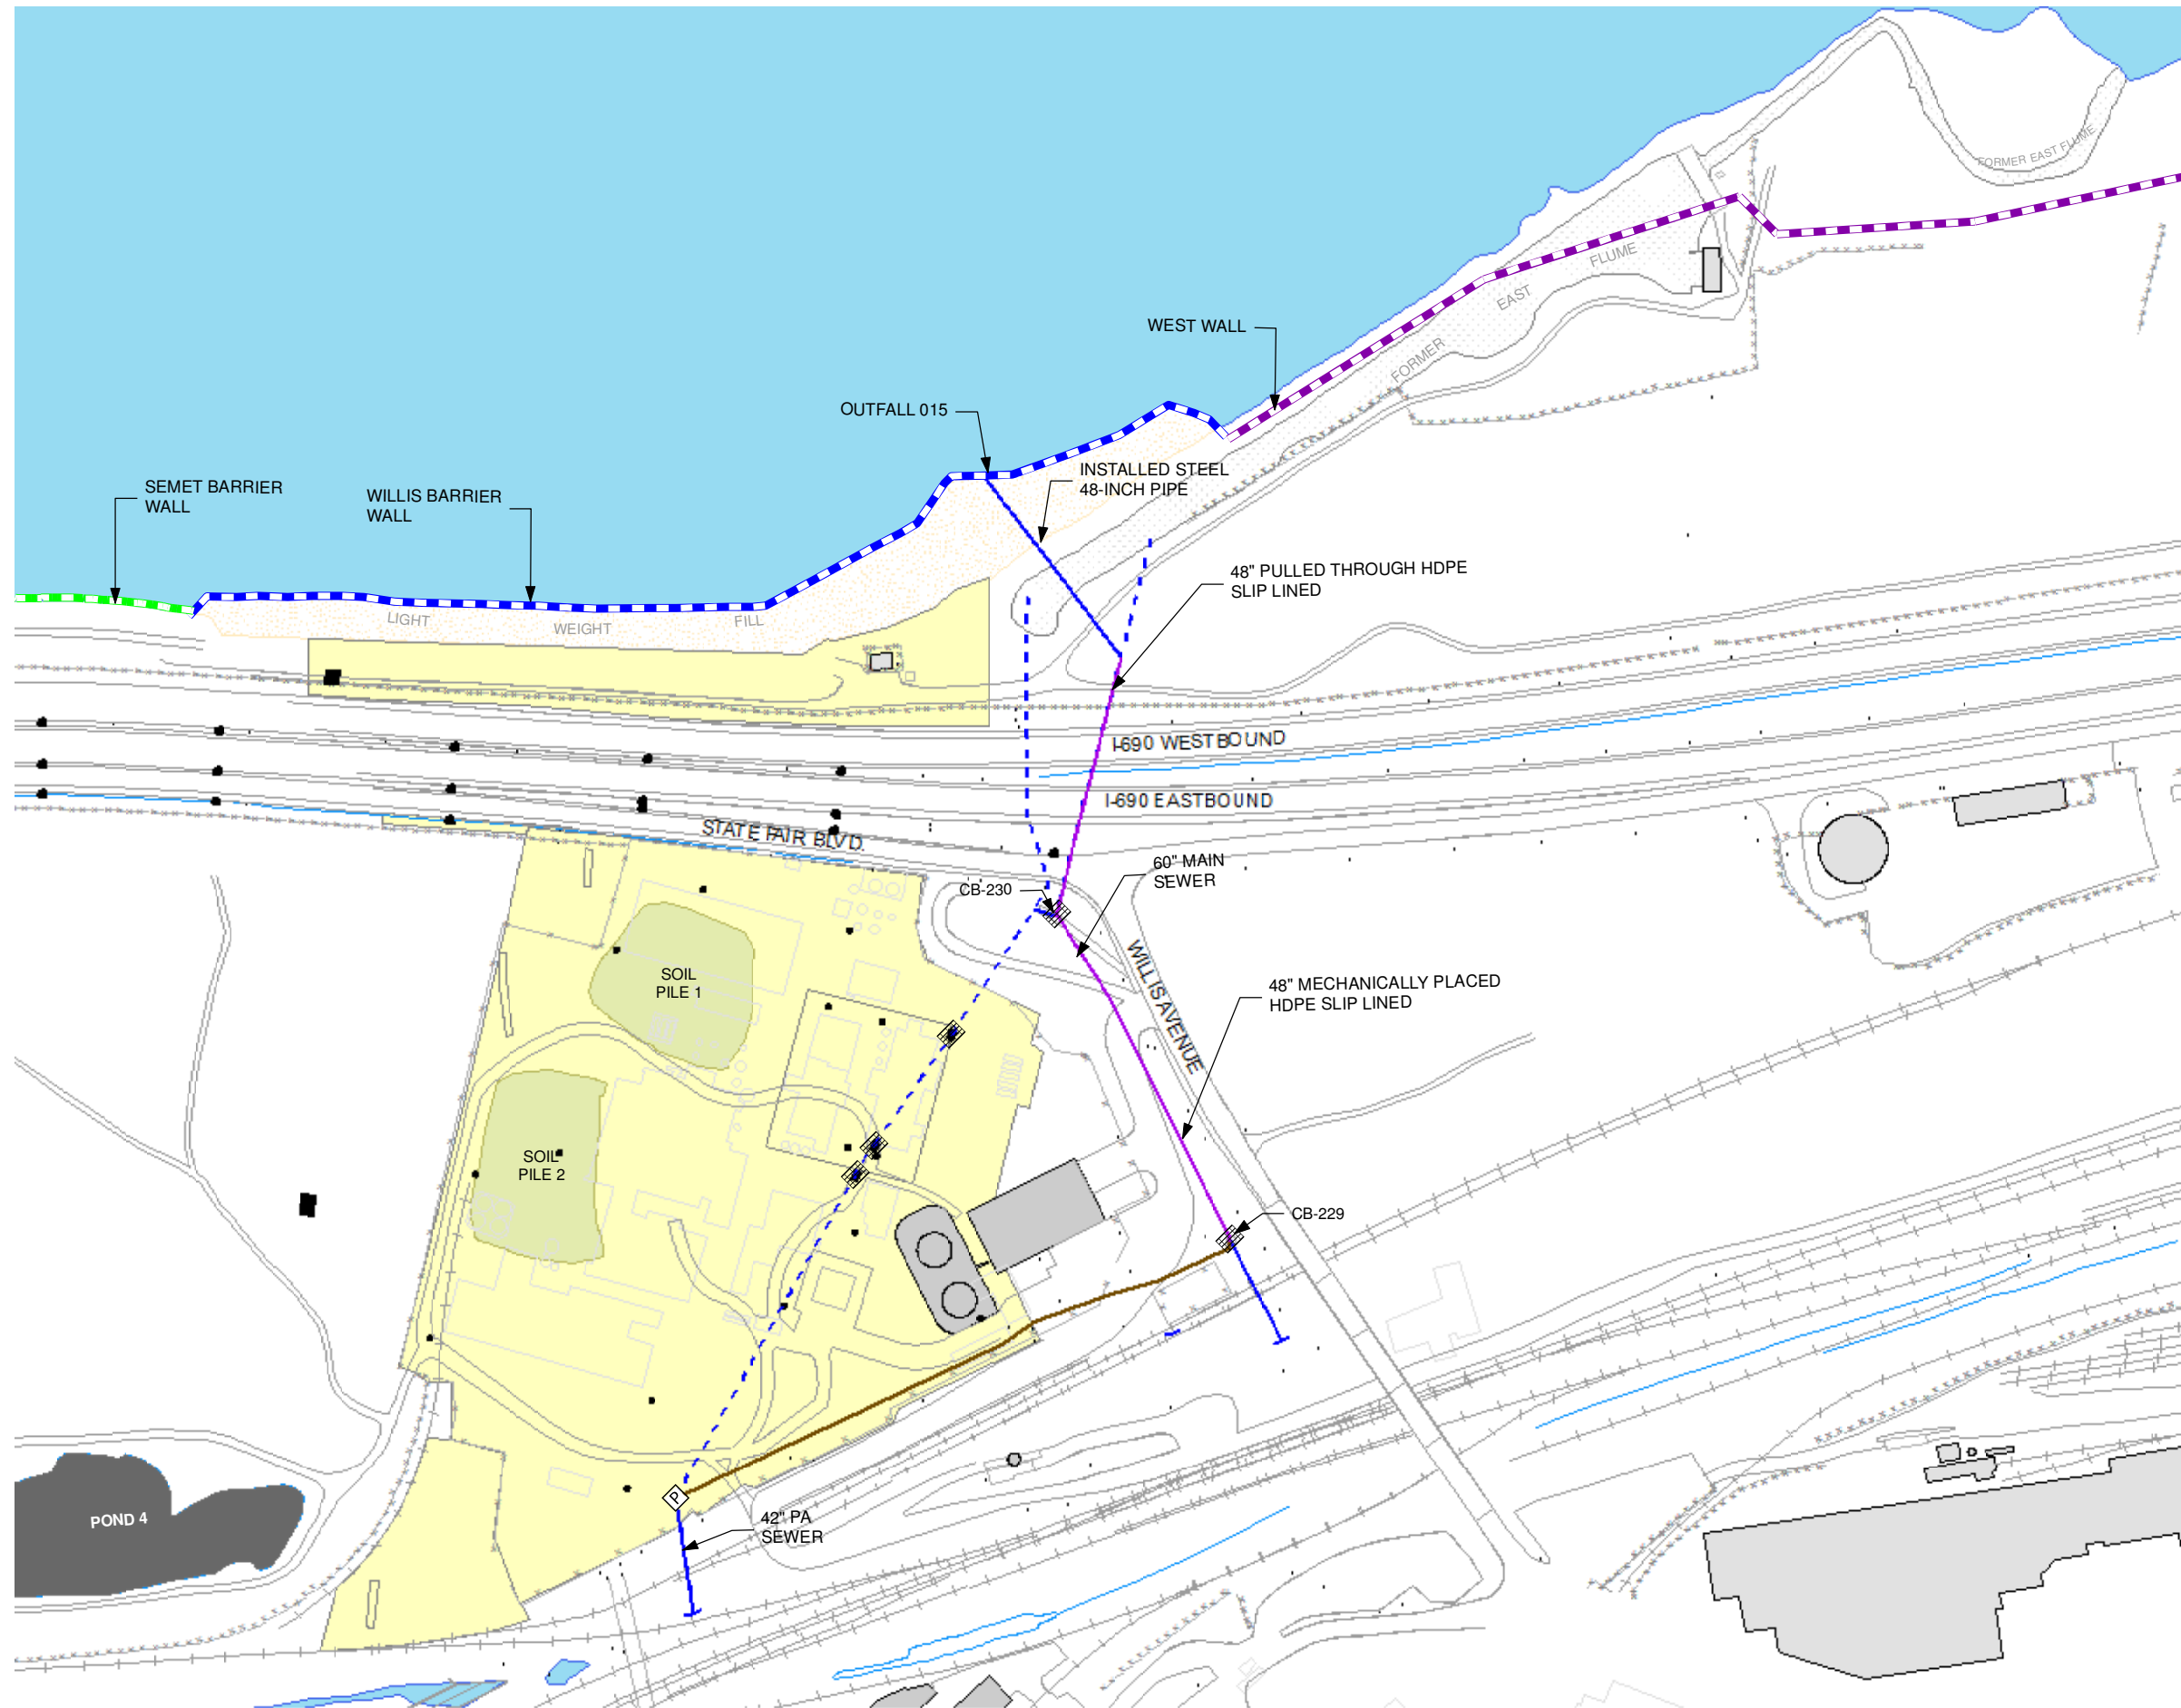 FORMER EAST FLUME
FLUME
EAST
FORMER
WEST WALL
OUTFALL 015
INSTALLED STEEL
48-INCH PIPE
SEMET BARRIER
WALL
WILLIS BARRIER
WALL
48" PULLED THROUGH HDPE
SLIP LINED
LIGHT WEIGHT FILL
I-690 WESTBOUND
I-690 EASTBOUND
STATE FAIR BLVD.
60" MAIN
SEWER
CB-230
WILLIS AVENUE
SOIL
PILE 1
48" MECHANICALLY PLACED
HDPE SLIP LINED
SOIL
PILE 2
CB-229
P
POND 4
42" PA
SEWER